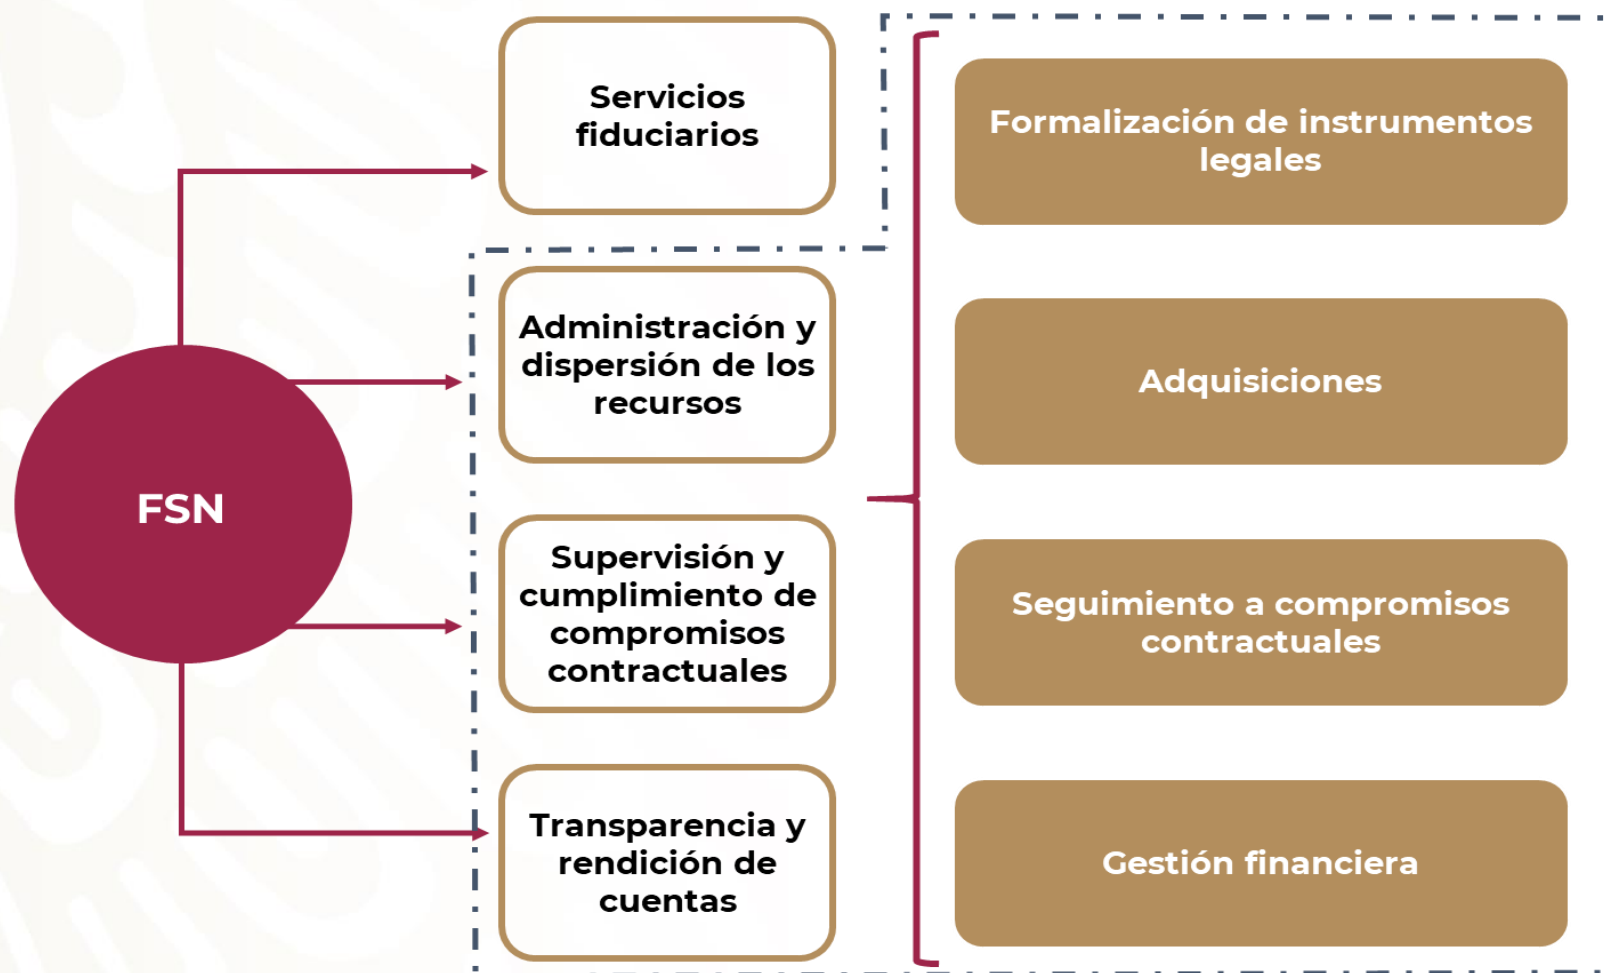 FSN
Servicios
fiduciarios
Administración y
dispersión de los
recursos
Supervisión y
cumplimiento de
compromisos
contractuales
Transparencia y
rendición de
cuentas
Formalización de instrumentos
legales
Adquisiciones
Seguimiento a compromisos
contractuales
Gestión financiera